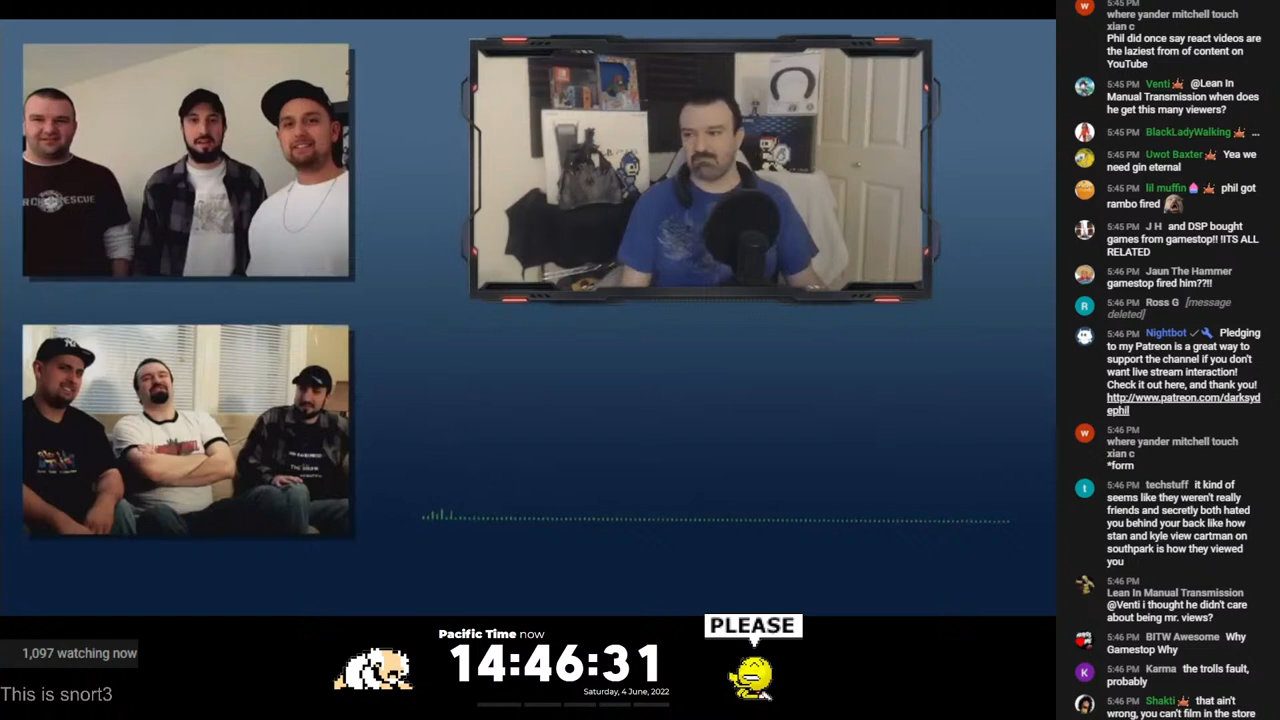 Pacific Time now
14:46:31
Saturday, 4 June, 2022
PLEASE
1,097 watching now
This is snort3
5:45 PM
where yander mitchell touch
xian c
Phil did once say react videos are
the laziest from of content on
YouTube
5:45 PM Venti @Lean In
Manual Transmission when does
he get this many viewers?
5:45 PM BlackLadyWalking ...
5:45 PM Uwot Baxter Yea we
need gin eternal
5:45 PM lil muffin phil got
rambo fired
5:45 PM J H and DSP bought
games from gamestop!! !ITS ALL
RELATED
5:46 PM Jaun The Hammer
gamestop fired him??!!
5:46 PM Ross G [message
deleted]
5:46 PM Nightbot Pledging
to my Patreon is a great way to
support the channel if you don't
want live stream interaction!
Check it out here, and thank you!
http://www.patreon.com/darksyd
ephil
5:46 PM
where yander mitchell touch
xian c
*form
5:46 PM techstuff it kind of
seems like they weren't really
friends and secretly both hated
you behind your back like how
stan and kyle view cartman on
southpark is how they viewed
you
5:46 PM
Lean In Manual Transmission
@Venti i thought he didn't care
about being mr. views?
5:46 PM BITW Awesome Why
Gamestop Why
5:46 PM Karma the trolls fault,
probably
5:46 PM Shakti that ain't
wrong, you can't film in the store